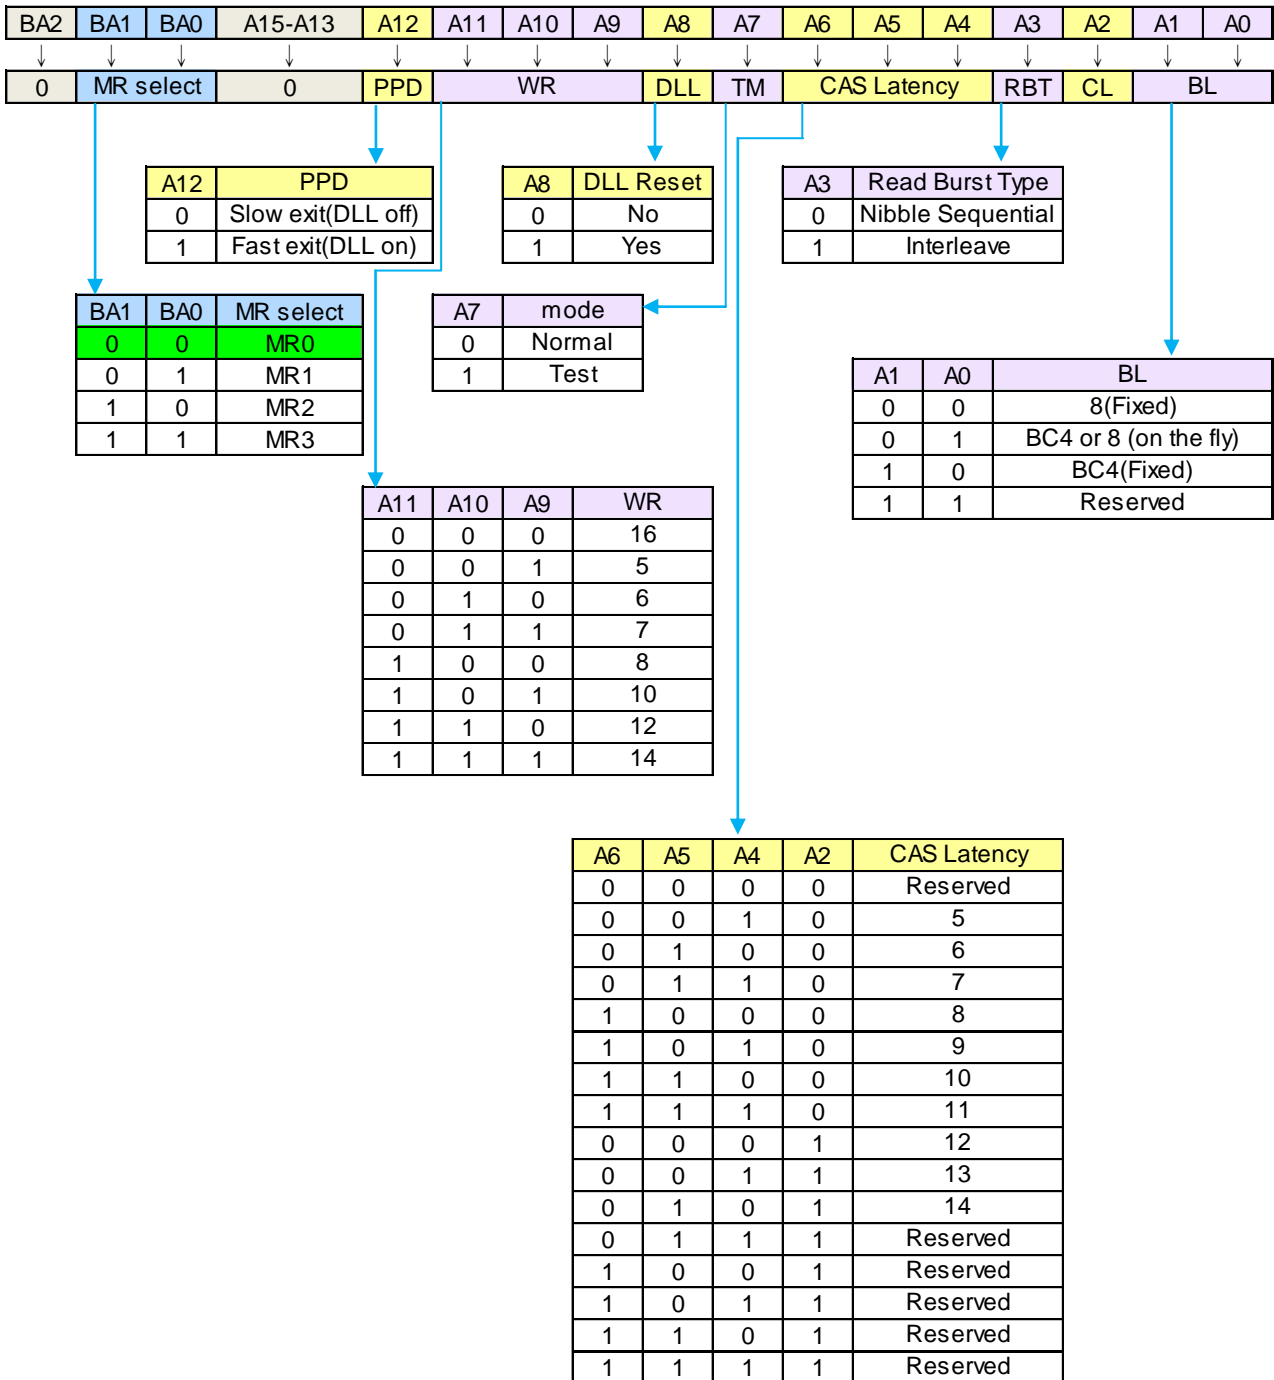 BA2 BA1 BA0 A15-A13 A12 A11 A10 A9 A8 A7 A6 A5 A4 A3 A2 A1 A0
0 MR select 0 PPD WR DLL TM CAS Latency RBT CL BL
A12 PPD
0 Slow exit(DLL off)
1 Fast exit(DLL on)
A8 DLL Reset
0 No
1 Yes
A3 Read Burst Type
0 Nibble Sequential
1 Interleave
BA1 BA0 MR select
0 0 MR0
0 1 MR1
1 0 MR2
1 1 MR3
A7 mode
0 Normal
1 Test
A1 A0 BL
0 0 8(Fixed)
0 1 BC4 or 8 (on the fly)
1 0 BC4(Fixed)
1 1 Reserved
A11 A10 A9 WR
0 0 0 16
0 0 1 5
0 1 0 6
0 1 1 7
1 0 0 8
1 0 1 10
1 1 0 12
1 1 1 14
A6 A5 A4 A2 CAS Latency
0 0 0 0 Reserved
0 0 1 0 5
0 1 0 0 6
0 1 1 0 7
1 0 0 0 8
1 0 1 0 9
1 1 0 0 10
1 1 1 0 11
0 0 0 1 12
0 0 1 1 13
0 1 0 1 14
0 1 1 1 Reserved
1 0 0 1 Reserved
1 0 1 1 Reserved
1 1 0 1 Reserved
1 1 1 1 Reserved